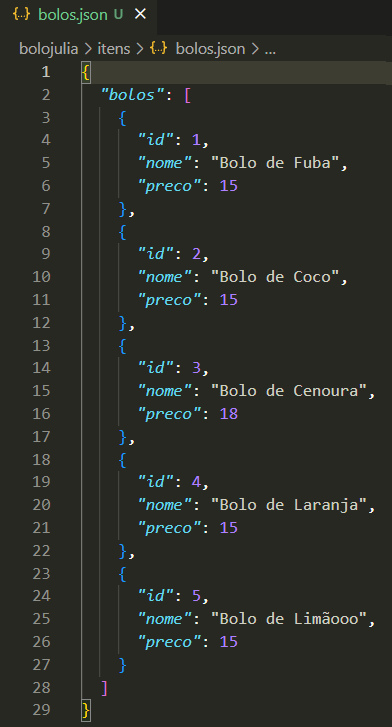 {..} bolos.json U ×
bolojulia > itens > {..} bolos.json > ...
1 {
2 "bolos": [
3 {
4 "id": 1,
5 "nome": "Bolo de Fuba",
6 "preco": 15
7 },
8 {
9 "id": 2,
10 "nome": "Bolo de Coco",
11 "preco": 15
12 },
13 {
14 "id": 3,
15 "nome": "Bolo de Cenoura",
16 "preco": 18
17 },
18 {
19 "id": 4,
20 "nome": "Bolo de Laranja",
21 "preco": 15
22 },
23 {
24 "id": 5,
25 "nome": "Bolo de Limãooo",
26 "preco": 15
27 }
28 ]
29 }